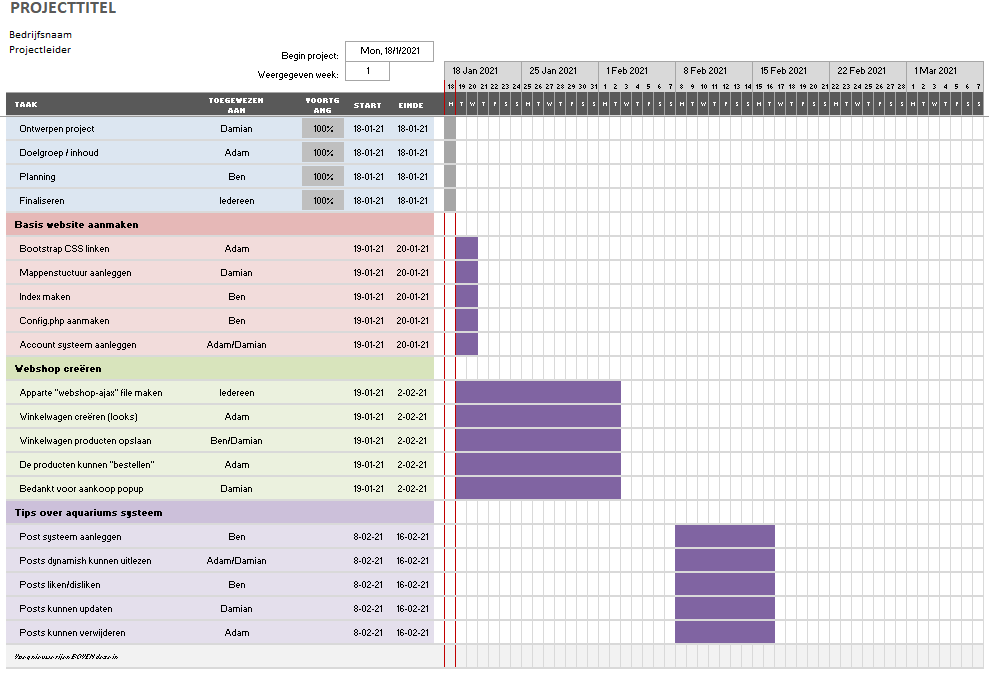 PROJECTTITEL
Bedrijfsnaam
Projectleider
Begin project: Mon, 18/1/2021
Weergegeven week: 1
18 Jan 2021 25 Jan 2021 1 Feb 2021 8 Feb 2021 15 Feb 2021 22 Feb 2021 1 Mar 2021
18 19 20 21 22 23 24 25 26 27 28 29 30 31 1 2 3 4 5 6 7 8 9 10 11 12 13 14 15 16 17 18 19 20 21 22 23 24 25 26 27 28 1 2 3 4 5 6 7
TAAK TOEGEWEZEN AAN VOORTGANG START EINDE M T W T F S S M T W T F S S M T W T F S S M T W T F S S M T W T F S S M T W T F S S M T W T F S S
Ontwerpen project Damian 100% 18-01-21 18-01-21
Doelgroep / inhoud Adam 100% 18-01-21 18-01-21
Planning Ben 100% 18-01-21 18-01-21
Finaliseren Iedereen 100% 18-01-21 18-01-21
Basis website aanmaken
Bootstrap CSS linken Adam 19-01-21 20-01-21
Mappenstuctuur aanleggen Damian 19-01-21 20-01-21
Index maken Ben 19-01-21 20-01-21
Config.php aanmaken Ben 19-01-21 20-01-21
Account systeem aanleggen Adam/Damian 19-01-21 20-01-21
Webshop creëren
Apparte "webshop-ajax" file maken Iedereen 19-01-21 2-02-21
Winkelwagen creëren (looks) Adam 19-01-21 2-02-21
Winkelwagen producten opslaan Ben/Damian 19-01-21 2-02-21
De producten kunnen "bestellen" Adam 19-01-21 2-02-21
Bedankt voor aankoop popup Damian 19-01-21 2-02-21
Tips over aquariums systeem
Post systeem aanleggen Ben 8-02-21 16-02-21
Posts dynamish kunnen uitlezen Adam/Damian 8-02-21 16-02-21
Posts liken/disliken Ben 8-02-21 16-02-21
Posts kunnen updaten Damian 8-02-21 16-02-21
Posts kunnen verwijderen Adam 8-02-21 16-02-21
BOVEN deze in